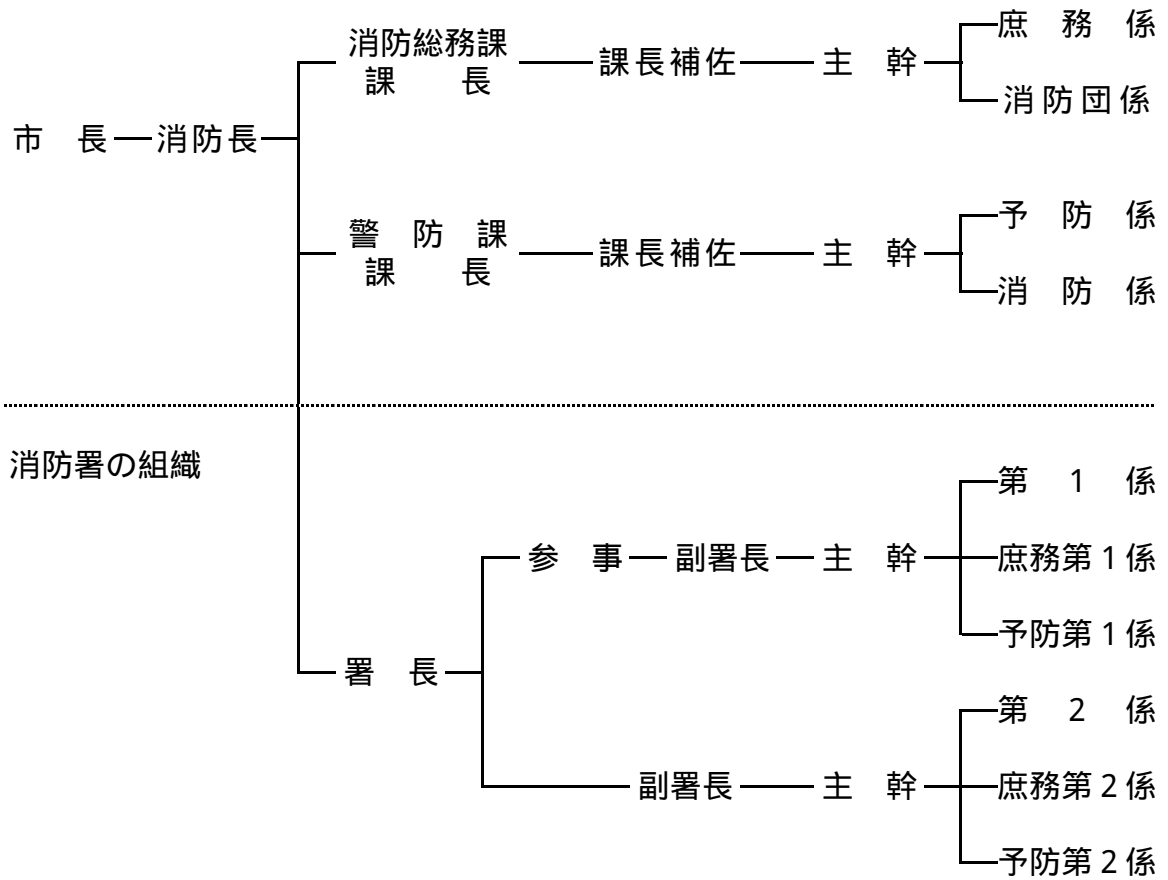 庶務係
消防総務課
課長
課長補佐
主幹
消防団係
市長
消防長
予防係
警防課
課長
課長補佐
主幹
消防係
消防署の組織
第1係
参事
副署長
主幹
庶務第1係
予防第1係
署長
第2係
副署長
主幹
庶務第2係
予防第2係